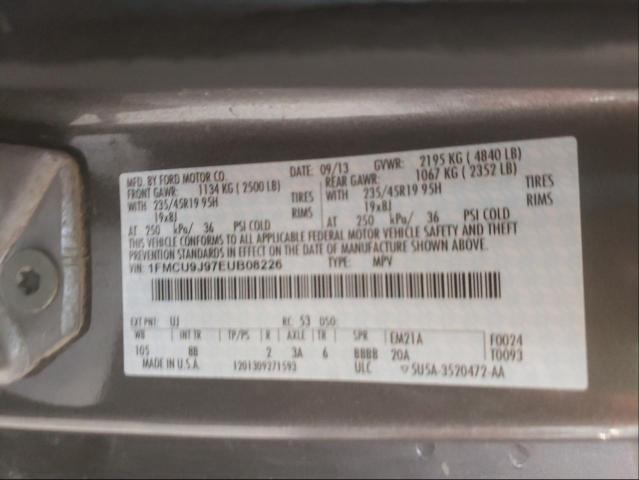 MFD. BY FORD MOTOR CO.
DATE: 09/13 GVWR: 2195 KG ( 4840 LB)
FRONT GAWR: 1134 KG ( 2500 LB) REAR GAWR: 1067 KG ( 2352 LB)
WITH 235/45R19 95H TIRES WITH 235/45R19 95H TIRES
19x8J RIMS 19x8J RIMS
AT 250 kPa/ 36 PSI COLD AT 250 kPa/ 36 PSI COLD
THIS VEHICLE CONFORMS TO ALL APPLICABLE FEDERAL MOTOR VEHICLE SAFETY AND THEFT
PREVENTION STANDARDS IN EFFECT ON THE DATE OF MANUFACTURE SHOWN ABOVE.
VIN: 1FMCU9J97EUB08226 TYPE: MPV
EXT PNT: UJ RC: 53 DSO:
WB INT TR TP/PS R AXLE TR SPR EM21A F0024
105 BB 2 3A 6 BBBB 20A T0093
MADE IN U.S.A. 1201309271593 ULC 5U5A-3520472-AA